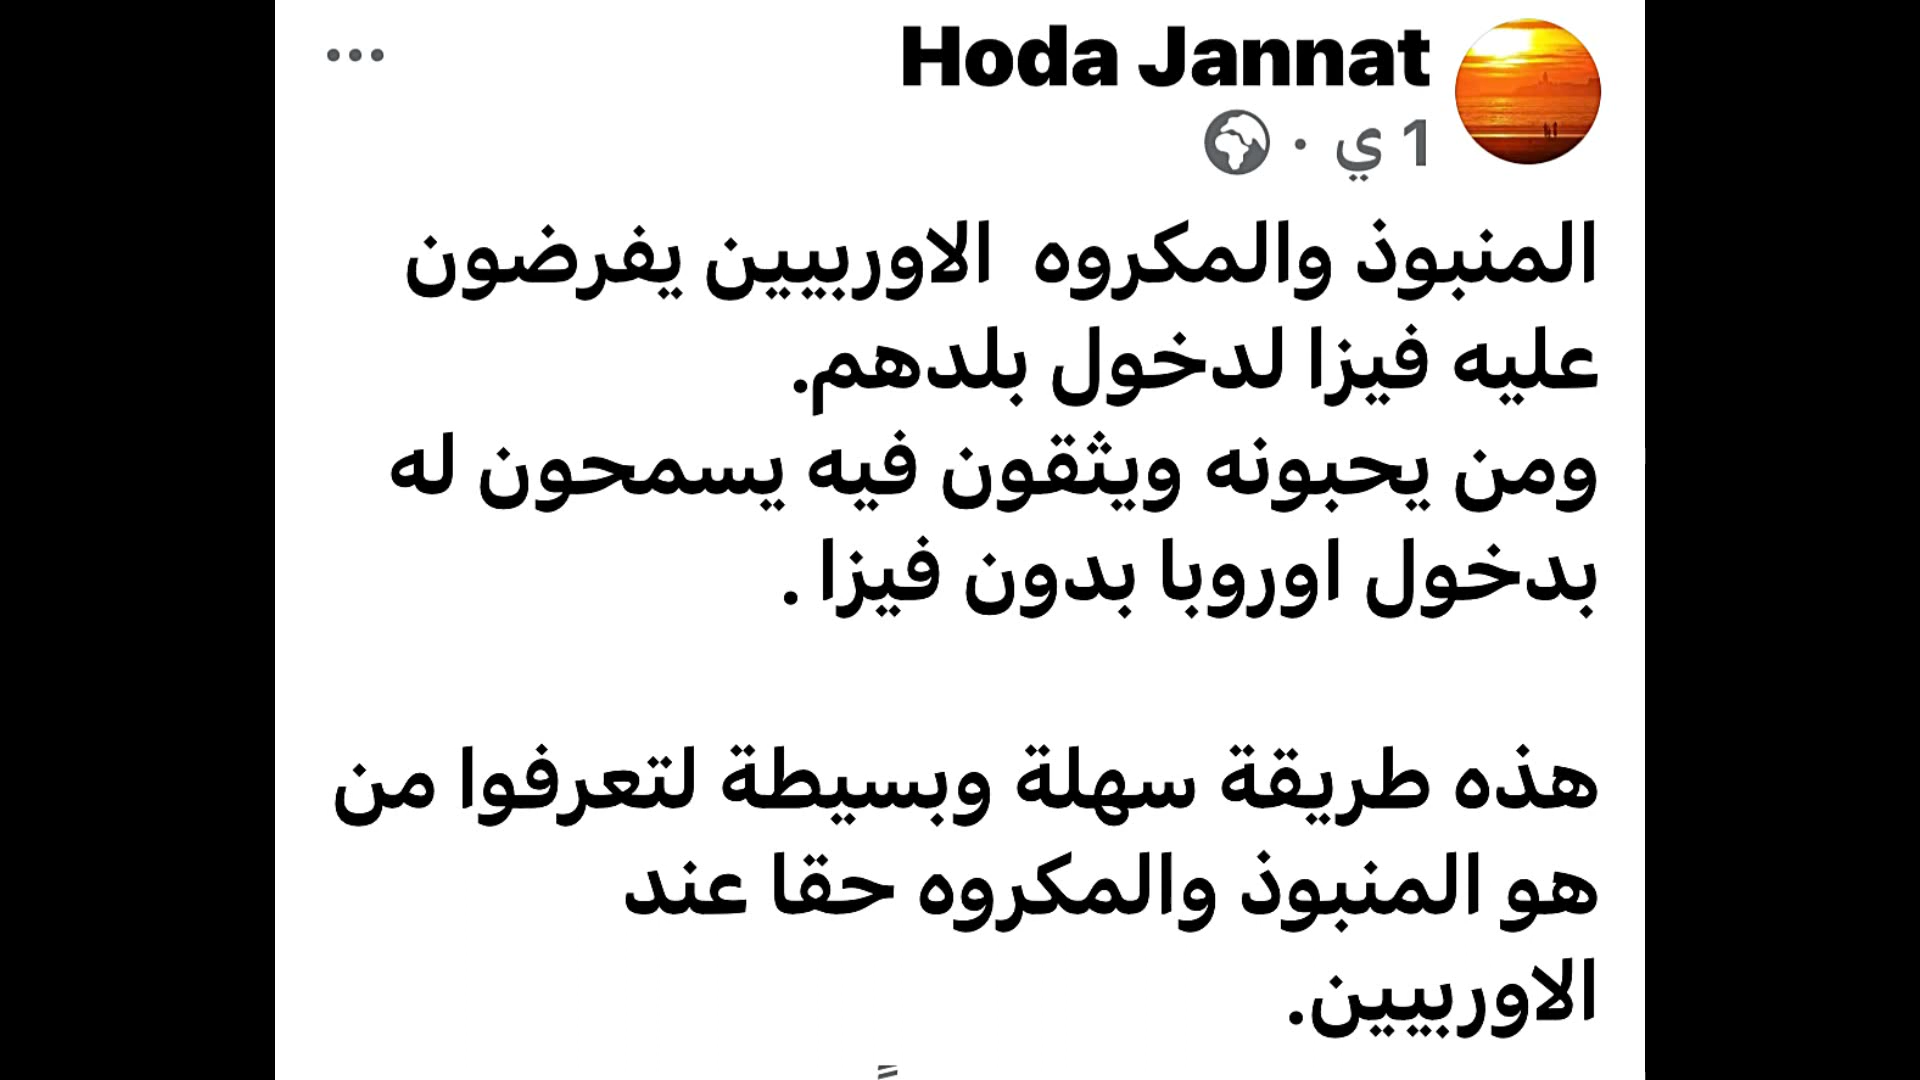 Hoda Jannat
1 ي ·
المنبوذ والمكروه الاوربيين يفرضون
عليه فيزا لدخول بلدهم.
ومن يحبونه ويثقون فيه يسمحون له
بدخول اوروبا بدون فيزا .
هذه طريقة سهلة وبسيطة لتعرفوا من
هو المنبوذ والمكروه حقا عند
الاوربيين.